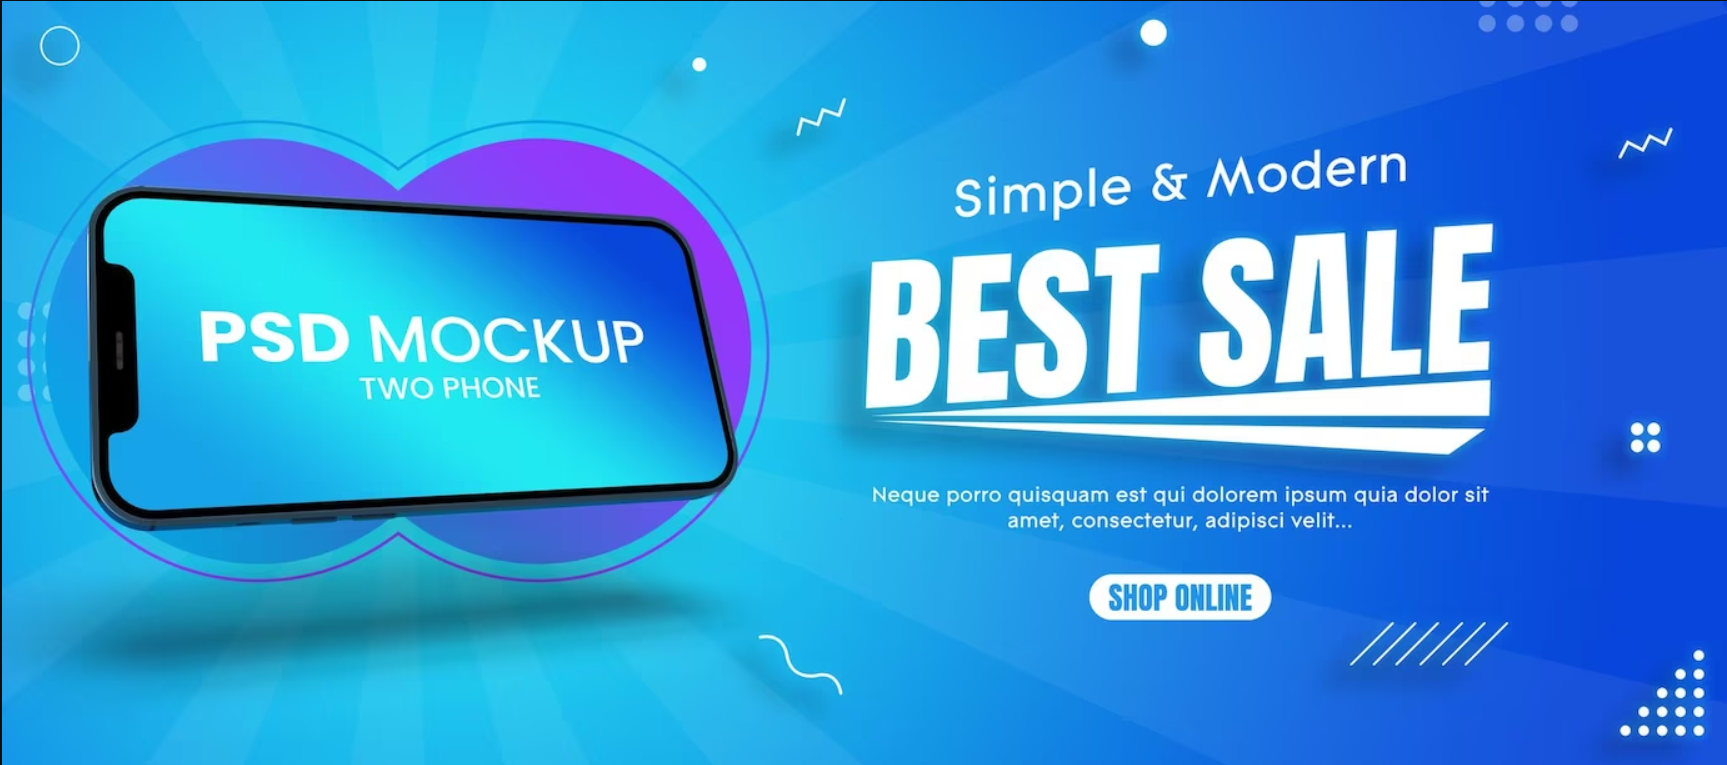 PSD MOCKUP
TWO PHONE
Simple & Modern
BEST SALE
Neque porro quisquam est qui dolorem ipsum quia dolor sit
amet, consectetur, adipisci velit...
SHOP ONLINE